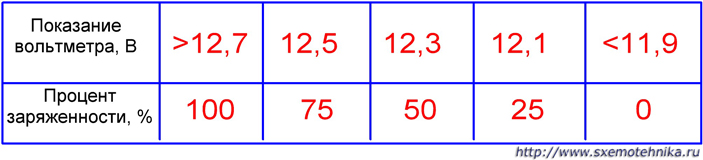 Показание
вольтметра, В >12,7 12,5 12,3 12,1 <11,9
Процент
заряженности, % 100 75 50 25 0
http://www.sxemotehnika.ru